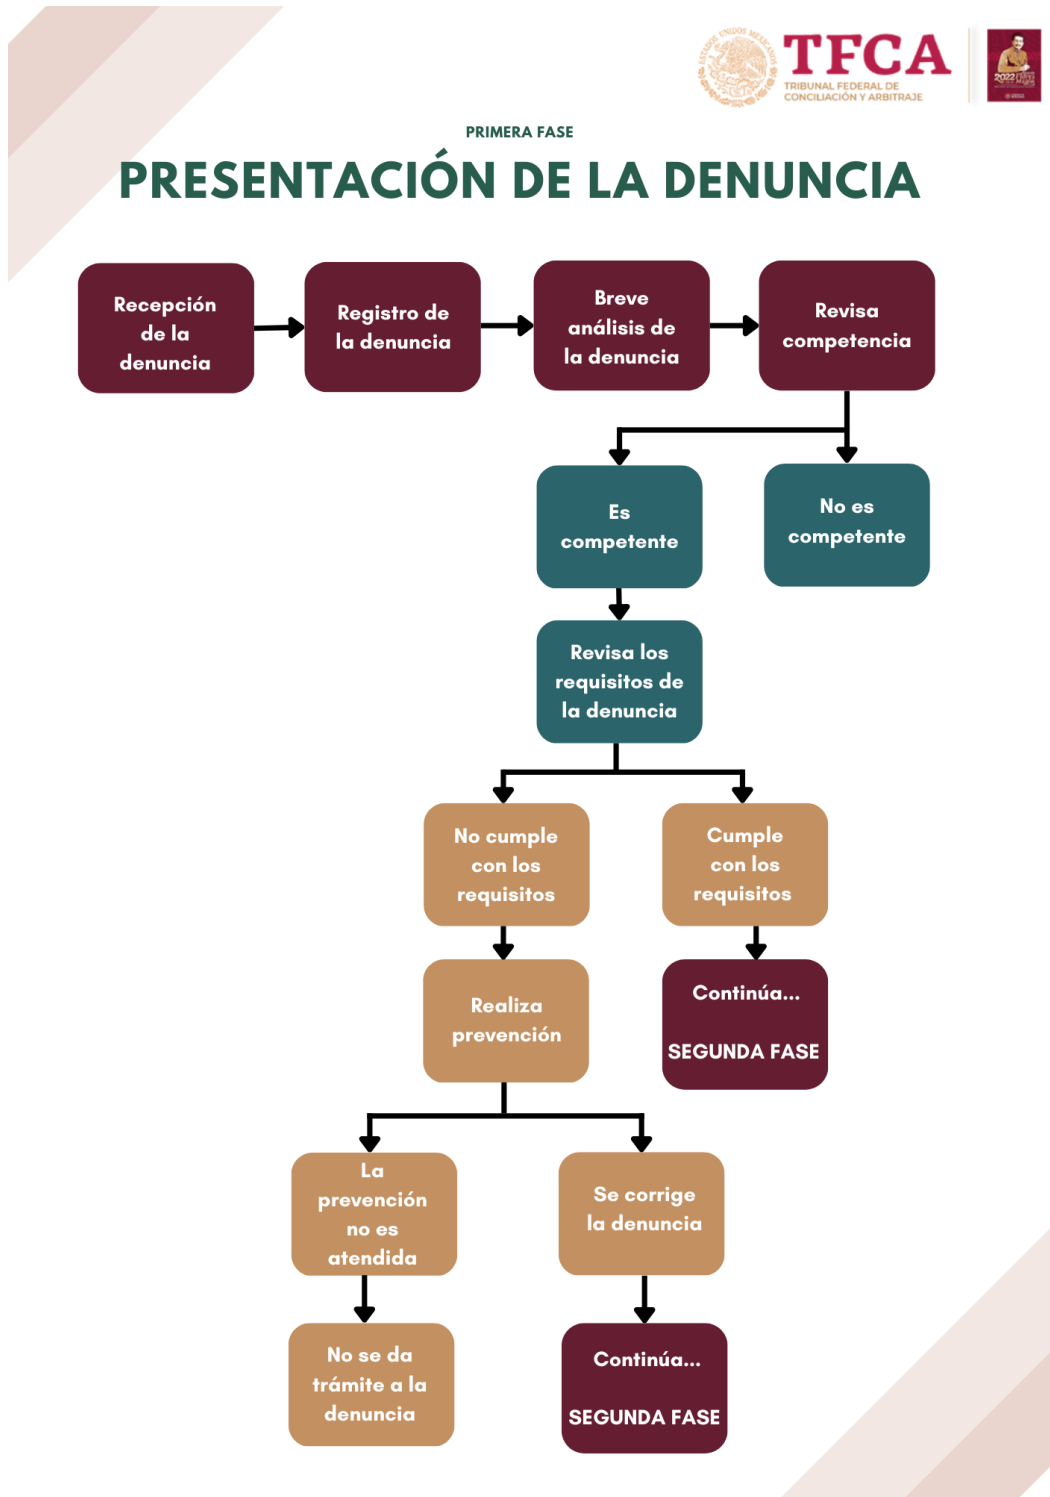 TFCA
TRIBUNAL FEDERAL DE
CONCILIACIÓN Y ARBITRAJE
2022
PRIMERA FASE
PRESENTACIÓN DE LA DENUNCIA
Recepción
de la
denuncia
Registro de
la denuncia
Breve
análisis de
la denuncia
Revisa
competencia
Es
competente
No es
competente
Revisa los
requisitos de
la denuncia
No cumple
con los
requisitos
Cumple
con los
requisitos
Realiza
prevención
Continúa...
SEGUNDA FASE
La
prevención
no es
atendida
Se corrige
la denuncia
No se da
trámite a la
denuncia
Continúa...
SEGUNDA FASE